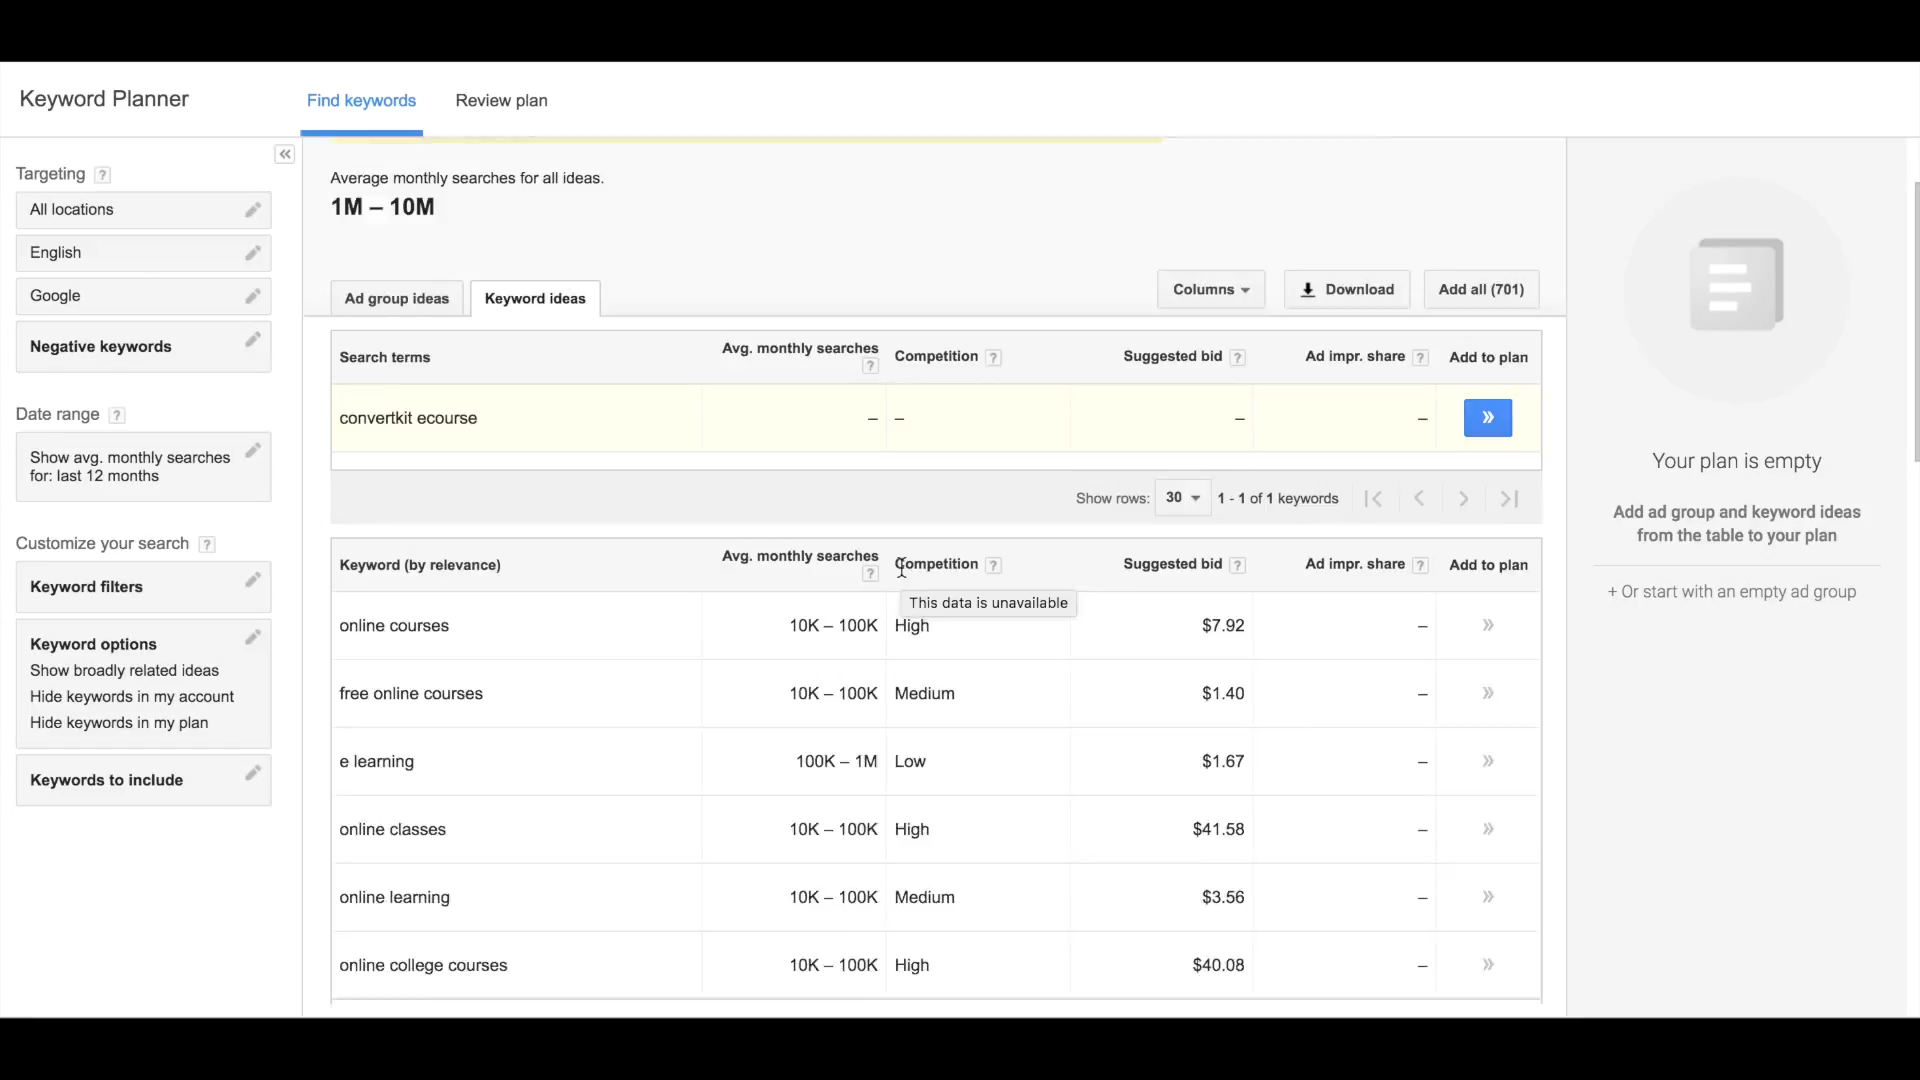 Keyword Planner
Find keywords
Review plan
Targeting ?
All locations
English
Google
Negative keywords
Date range ?
Show avg. monthly searches
for: last 12 months
Customize your search ?
Keyword filters
Keyword options
Show broadly related ideas
Hide keywords in my account
Hide keywords in my plan
Keywords to include
Average monthly searches for all ideas.
1M – 10M
Ad group ideas
Keyword ideas
Columns
Download
Add all (701)
Search terms Avg. monthly searches ? Competition ? Suggested bid ? Ad impr. share ? Add to plan
convertkit ecourse – – – – »
Show rows: 30 1 - 1 of 1 keywords
Keyword (by relevance) Avg. monthly searches ? Competition ? Suggested bid ? Ad impr. share ? Add to plan
This data is unavailable
online courses 10K – 100K High $7.92 – »
free online courses 10K – 100K Medium $1.40 – »
e learning 100K – 1M Low $1.67 – »
online classes 10K – 100K High $41.58 – »
online learning 10K – 100K Medium $3.56 – »
online college courses 10K – 100K High $40.08 – »
Your plan is empty
Add ad group and keyword ideas
from the table to your plan
+ Or start with an empty ad group